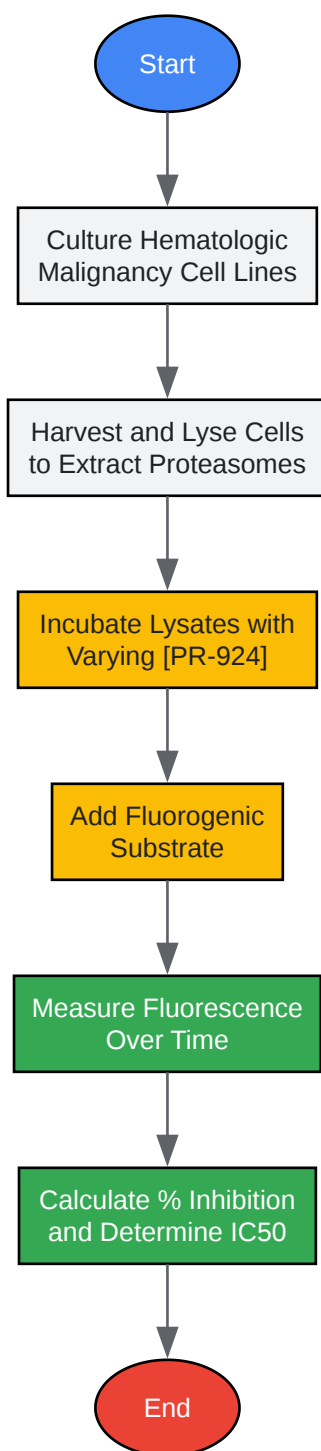 Start
Culture Hematologic
Malignancy Cell Lines
Harvest and Lyse Cells
to Extract Proteasomes
Incubate Lysates with
Varying [PR-924]
Add Fluorogenic
Substrate
Measure Fluorescence
Over Time
Calculate % Inhibition
and Determine IC50
End